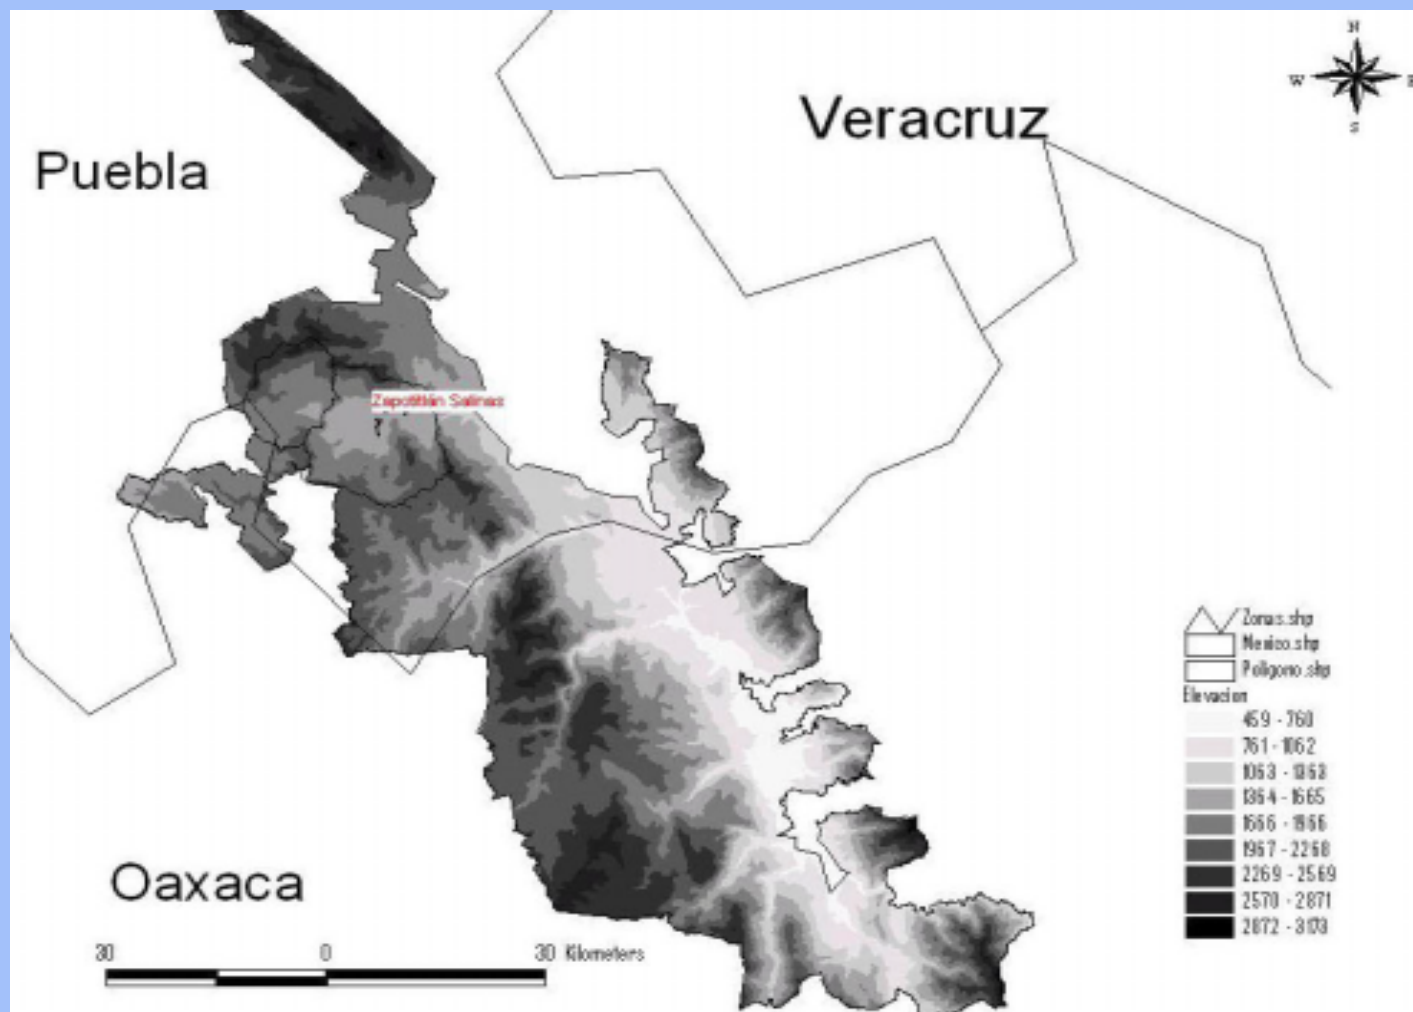 N
W E
S
Veracruz
Puebla
Zapotitlán Salinas
Zonas.shp
Mexico.shp
Poligono.shp
Elevacion
459 - 760
761 - 1062
1063 - 1363
1364 - 1665
1666 - 1966
1967 - 2268
2269 - 2569
2570 - 2871
2872 - 3173
Oaxaca
30 0 30 Kilometers